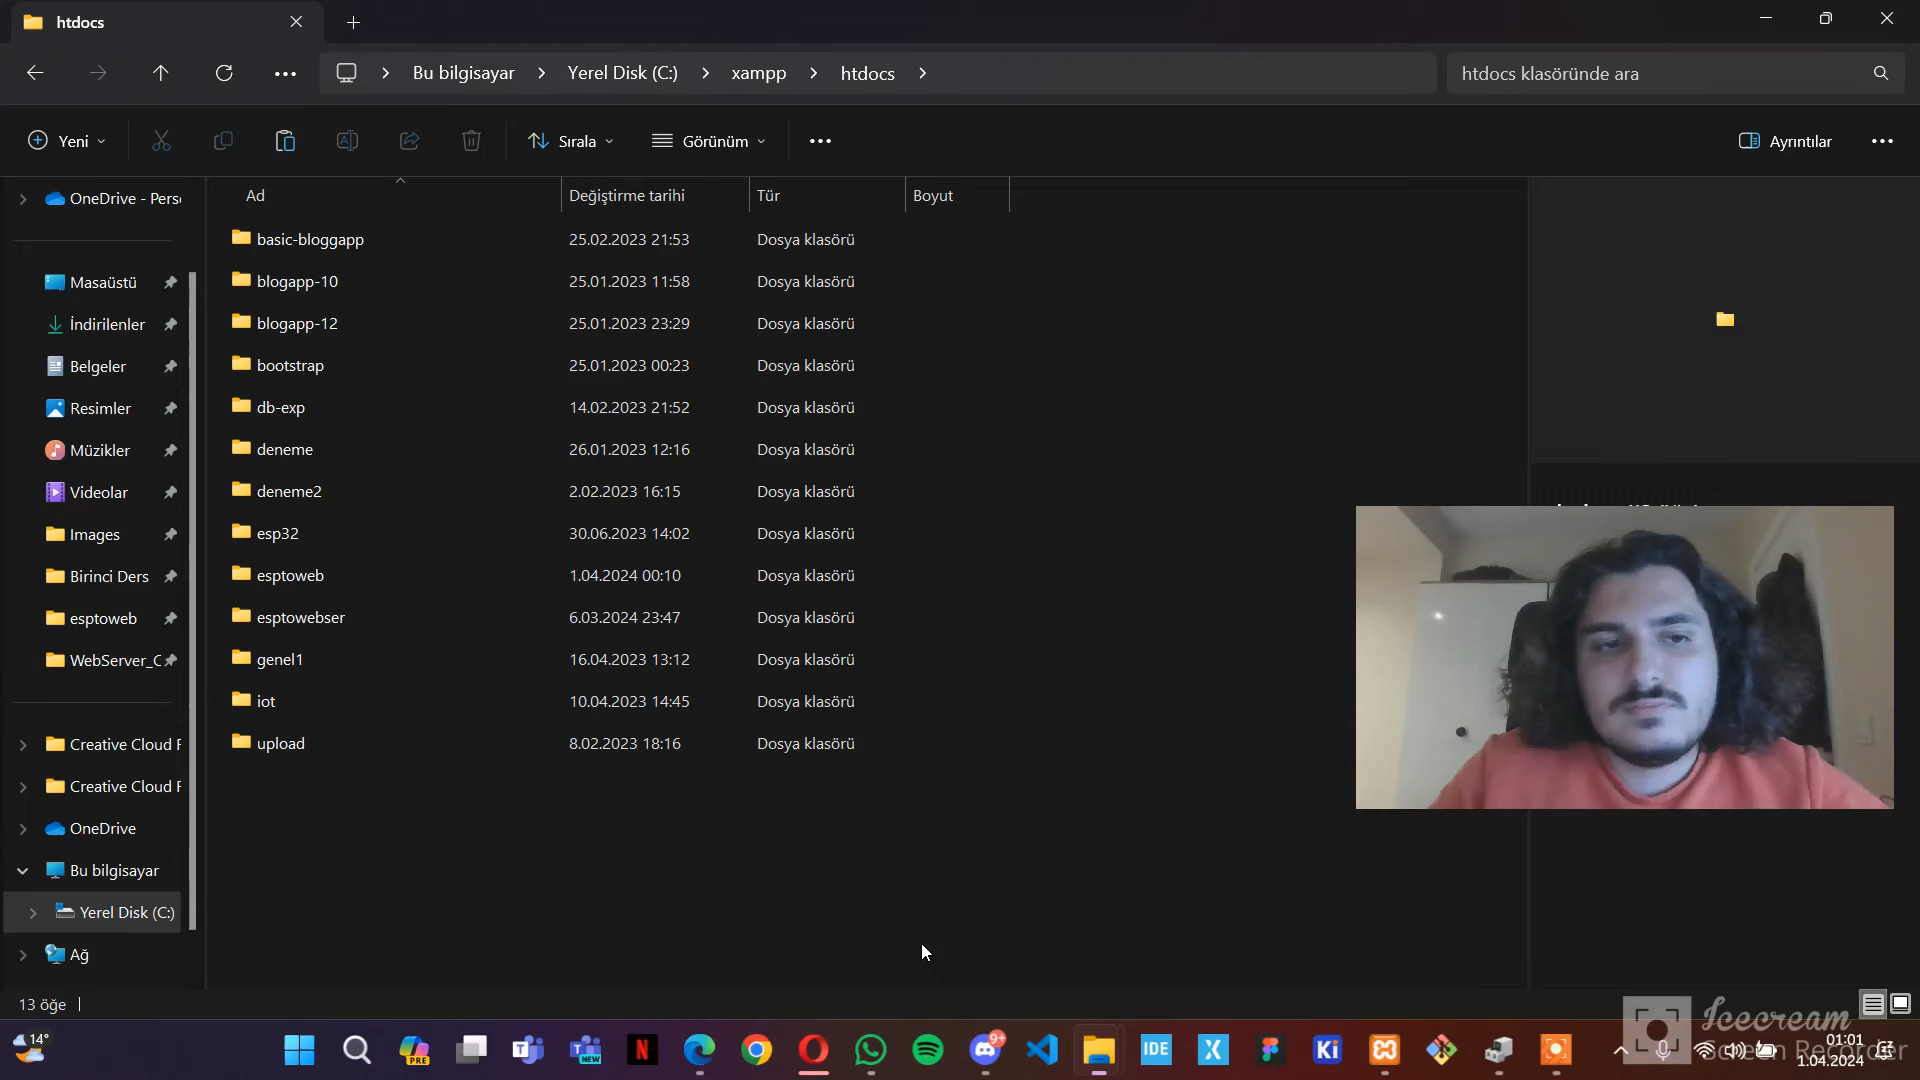 htdocs
Bu bilgisayar
Yerel Disk (C:)
xampp
htdocs
htdocs klasöründe ara
Yeni
Sırala
Görünüm
Ayrıntılar
OneDrive - Pers
Masaüstü
İndirilenler
Belgeler
Resimler
Müzikler
Videolar
Images
Birinci Ders
esptoweb
WebServer_C
Creative Cloud F
Creative Cloud F
OneDrive
Bu bilgisayar
Yerel Disk (C:)
Ağ
Ad Değiştirme tarihi Tür Boyut
basic-bloggapp 25.02.2023 21:53 Dosya klasörü
blogapp-10 25.01.2023 11:58 Dosya klasörü
blogapp-12 25.01.2023 23:29 Dosya klasörü
bootstrap 25.01.2023 00:23 Dosya klasörü
db-exp 14.02.2023 21:52 Dosya klasörü
deneme 26.01.2023 12:16 Dosya klasörü
deneme2 2.02.2023 16:15 Dosya klasörü
esp32 30.06.2023 14:02 Dosya klasörü
esptoweb 1.04.2024 00:10 Dosya klasörü
esptowebser 6.03.2024 23:47 Dosya klasörü
genel1 16.04.2023 13:12 Dosya klasörü
iot 10.04.2023 14:45 Dosya klasörü
upload 8.02.2023 18:16 Dosya klasörü
13 öğe
Icecream
Screen Recorder
14°
PRE
NEW
N
9+
IDE
X
Ki
01:01
1.04.2024